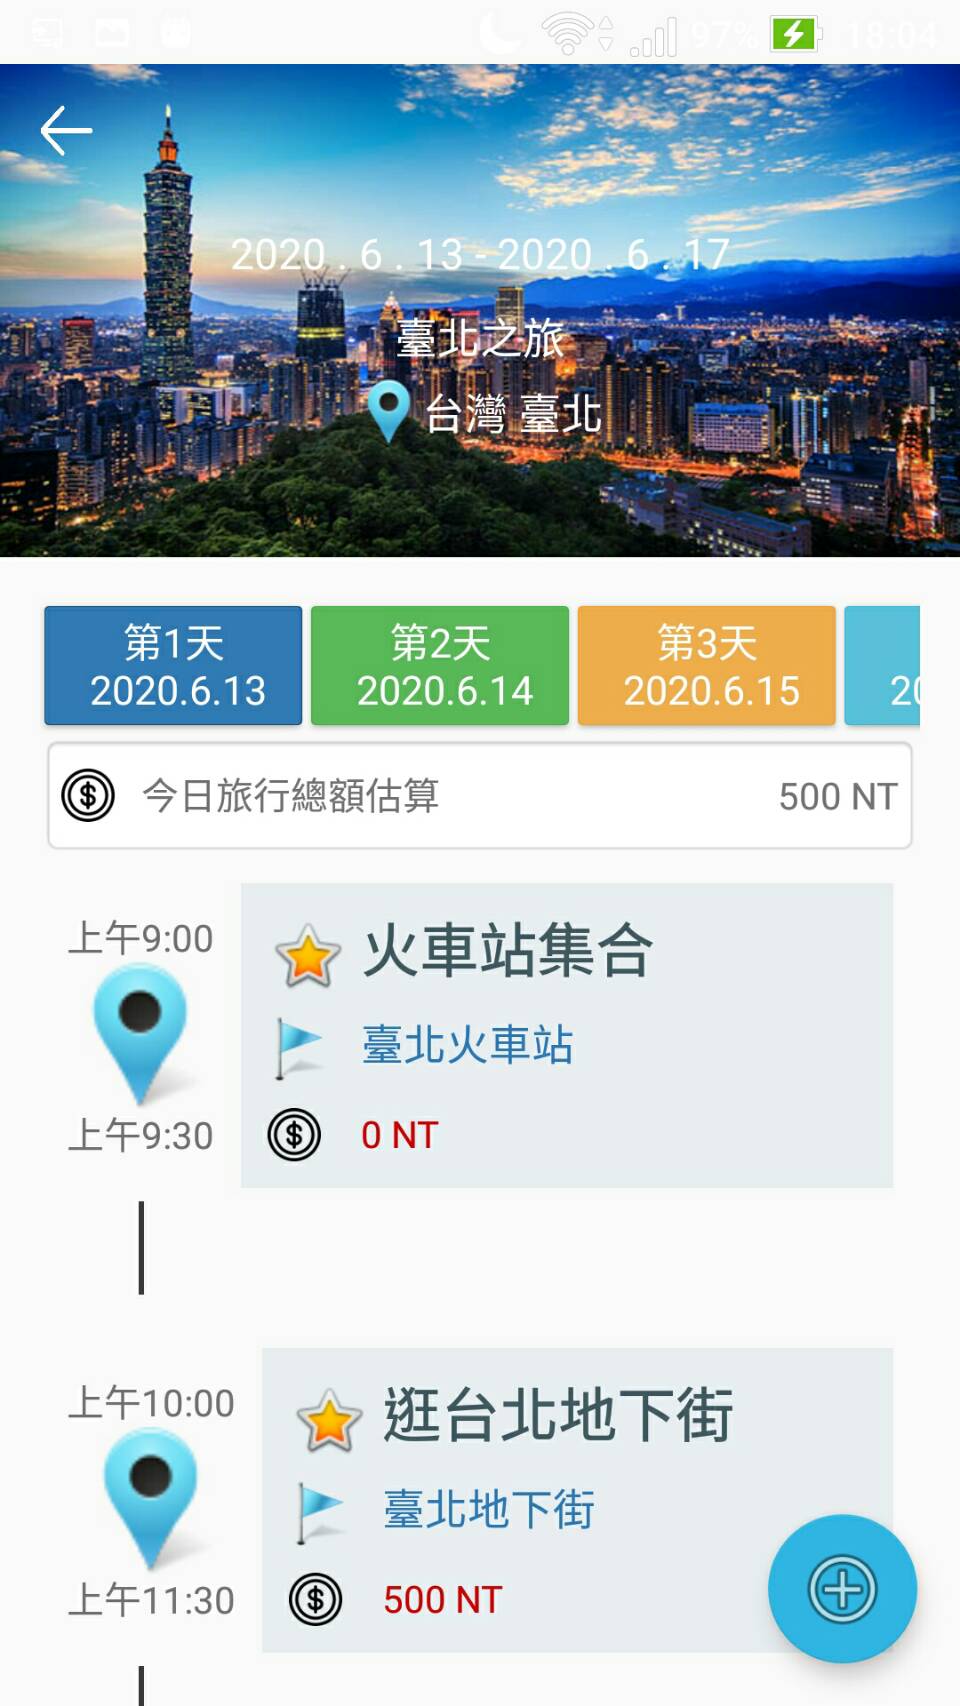 97% 18:04
2020 . 6 . 13 - 2020 . 6 . 17
臺北之旅
台灣 臺北
第1天
2020.6.13
第2天
2020.6.14
第3天
2020.6.15
今日旅行總額估算 500 NT
上午9:00
火車站集合
臺北火車站
上午9:30
0 NT
上午10:00
逛台北地下街
臺北地下街
上午11:30
500 NT